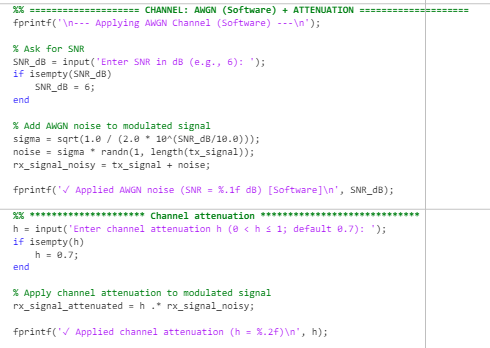 %% ==================== CHANNEL: AWGN (Software) + ATTENUATION ====================
fprintf('\n--- Applying AWGN Channel (Software) ---\n');
% Ask for SNR
SNR_dB = input('Enter SNR in dB (e.g., 6): ');
if isempty(SNR_dB)
    SNR_dB = 6;
end
% Add AWGN noise to modulated signal
sigma = sqrt(1.0 / (2.0 * 10^(SNR_dB/10.0)));
noise = sigma * randn(1, length(tx_signal));
rx_signal_noisy = tx_signal + noise;
fprintf('✓ Applied AWGN noise (SNR = %.1f dB) [Software]\n', SNR_dB);
%% ********************* Channel attenuation *****************************
h = input('Enter channel attenuation h (0 < h ≤ 1; default 0.7): ');
if isempty(h)
    h = 0.7;
end
% Apply channel attenuation to modulated signal
rx_signal_attenuated = h .* rx_signal_noisy;
fprintf('✓ Applied channel attenuation (h = %.2f)\n', h);